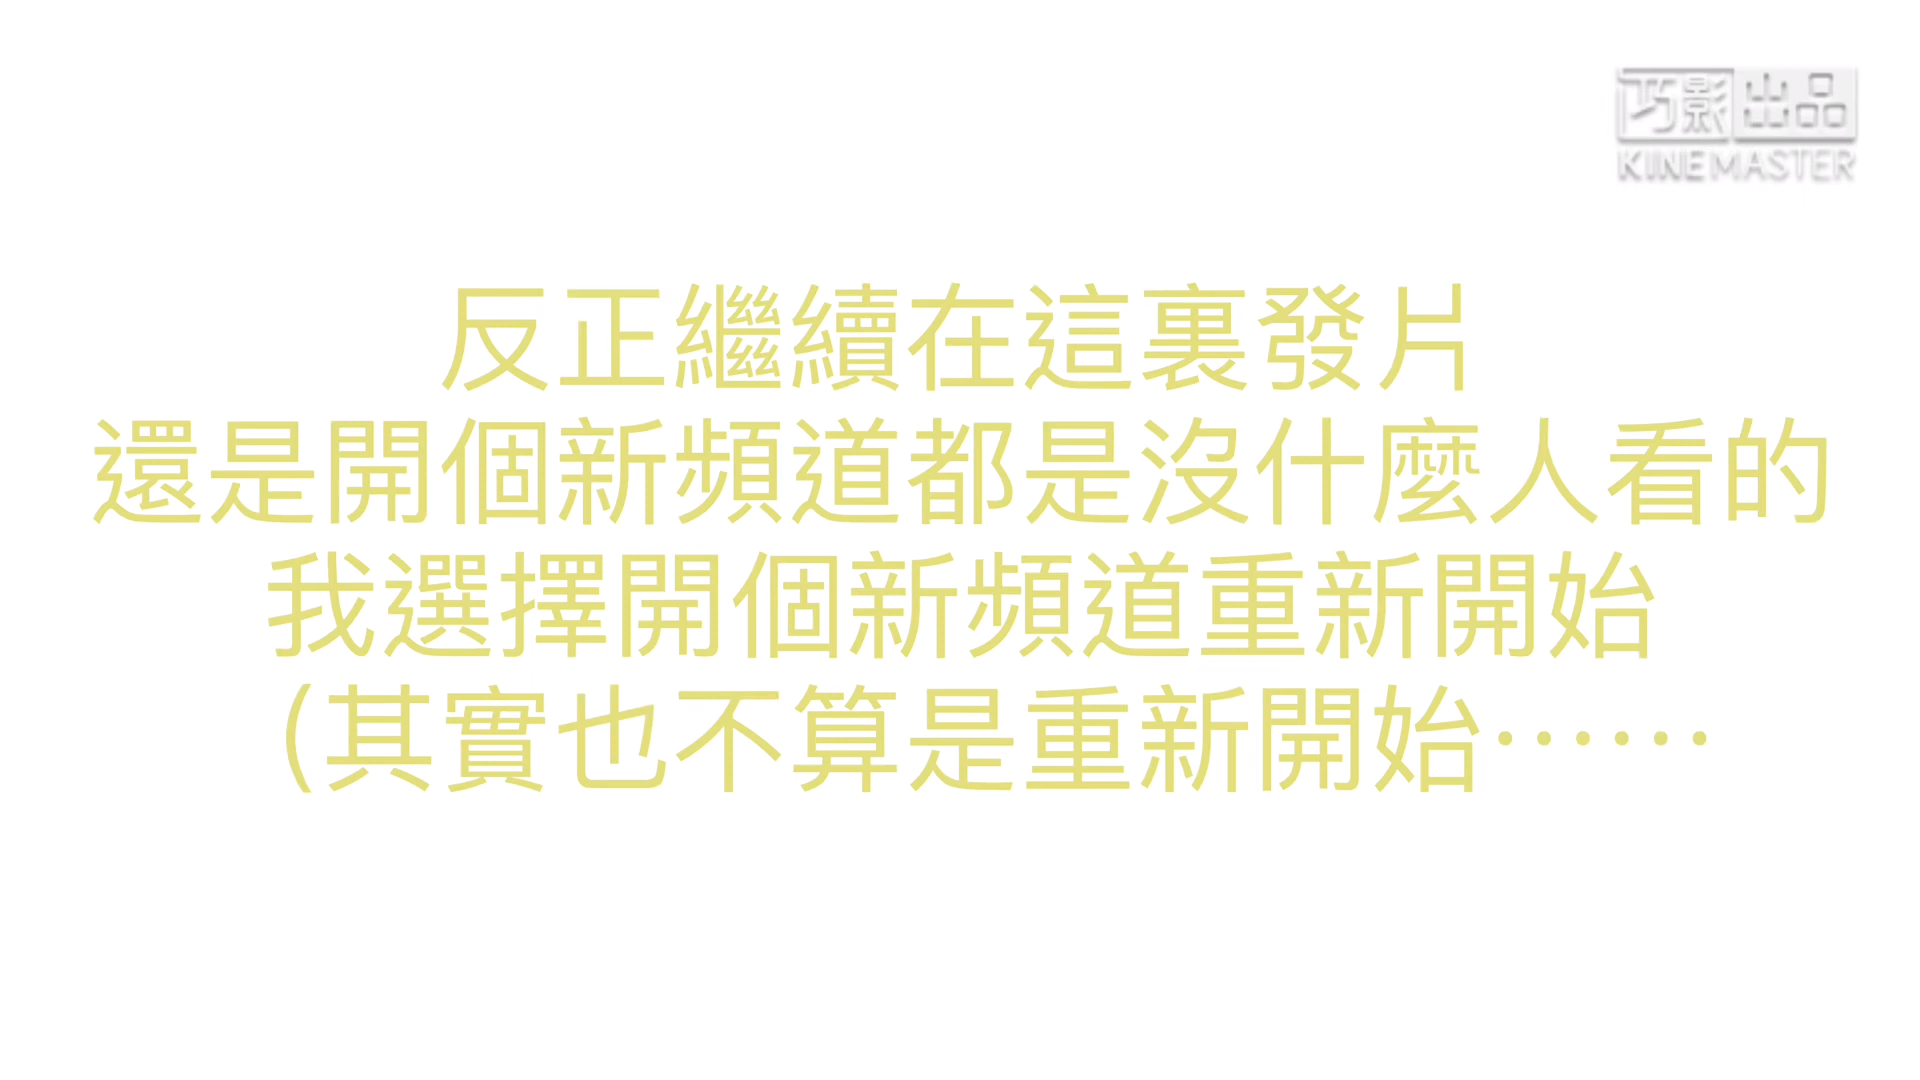 巧影出品
KINEMASTER
反正繼續在這裏發片
還是開個新頻道都是沒什麼人看的
我選擇開個新頻道重新開始
(其實也不算是重新開始⋯⋯